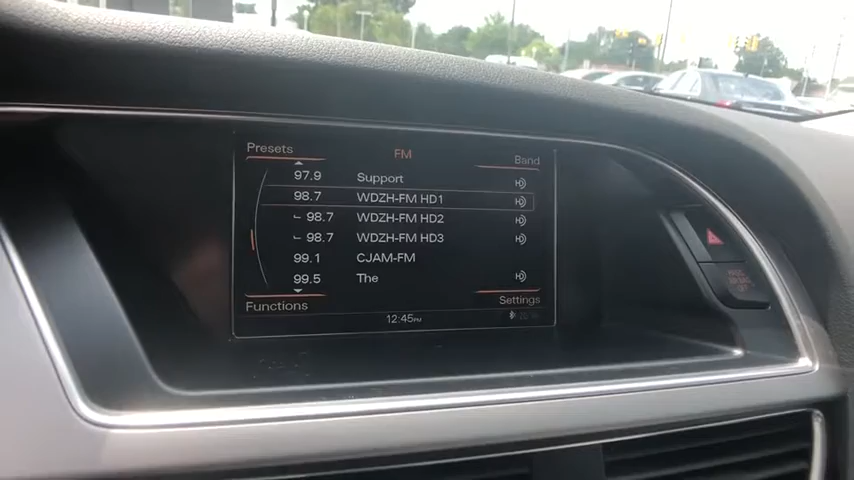 Presets FM Band
97.9 Support
98.7 WDZH-FM HD1
98.7 WDZH-FM HD2
98.7 WDZH-FM HD3
99.1 CJAM-FM
99.5 The
Functions Settings
12:45PM